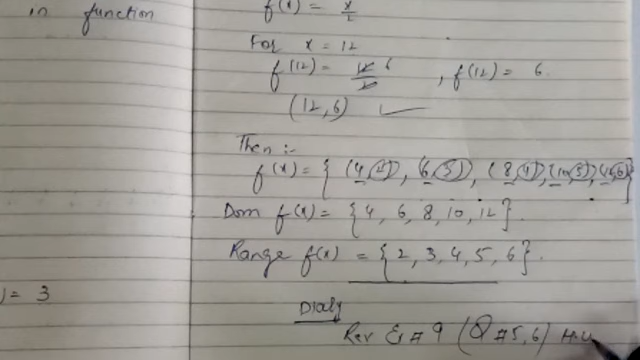 in function
f(x) = x/2
For x = 12
f(12) = 12/2 6 , f(12) = 6.
(12, 6)
Then :-
f(x) = { (4,2), (6,3), (8,4), (10,5), (12,6) }
Dom f(x) = { 4, 6, 8, 10, 12 }.
Range f(x) = { 2, 3, 4, 5, 6 }.
) = 3
Diary
Rev Ex # 9 (Q # 5, 6) H.W